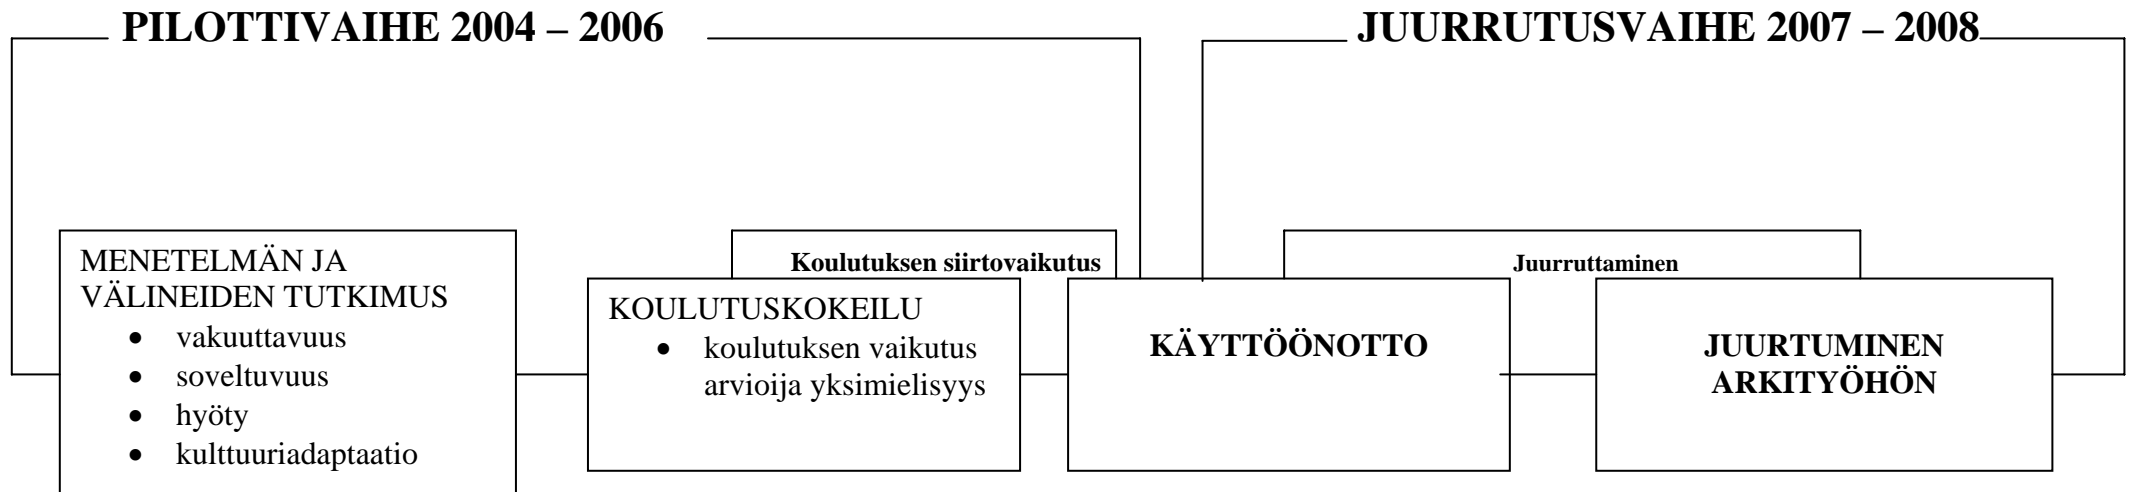 PILOTTIVAIHE 2004 – 2006
JUURRUTUSVAIHE 2007 – 2008
MENETELMÄN JA
VÄLINEIDEN TUTKIMUS
• vakuuttavuus
• soveltuvuus
• hyöty
• kulttuuriadaptaatio
Koulutuksen siirtovaikutus
KOULUTUSKOKEILU
• koulutuksen vaikutus
arvioija yksimielisyys
KÄYTTÖÖNOTTO
Juurruttaminen
JUURTUMINEN
ARKITYÖHÖN